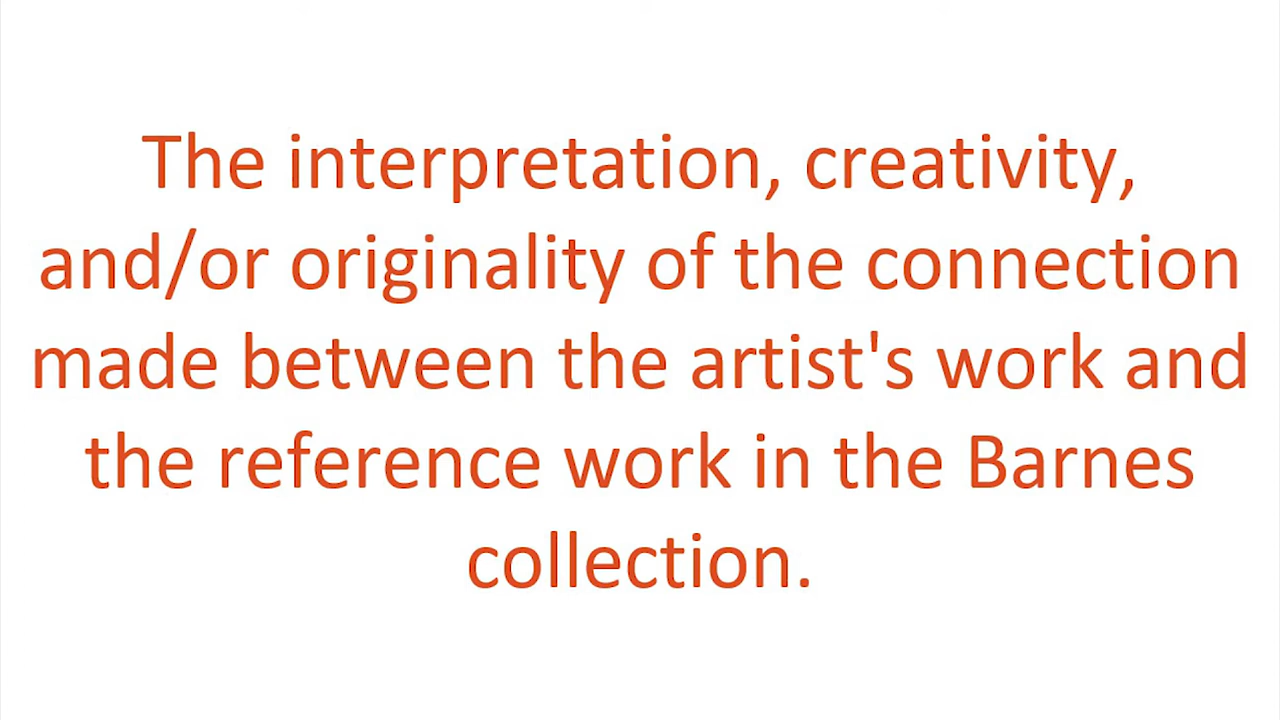 The interpretation, creativity,
and/or originality of the connection
made between the artist's work and
the reference work in the Barnes
collection.